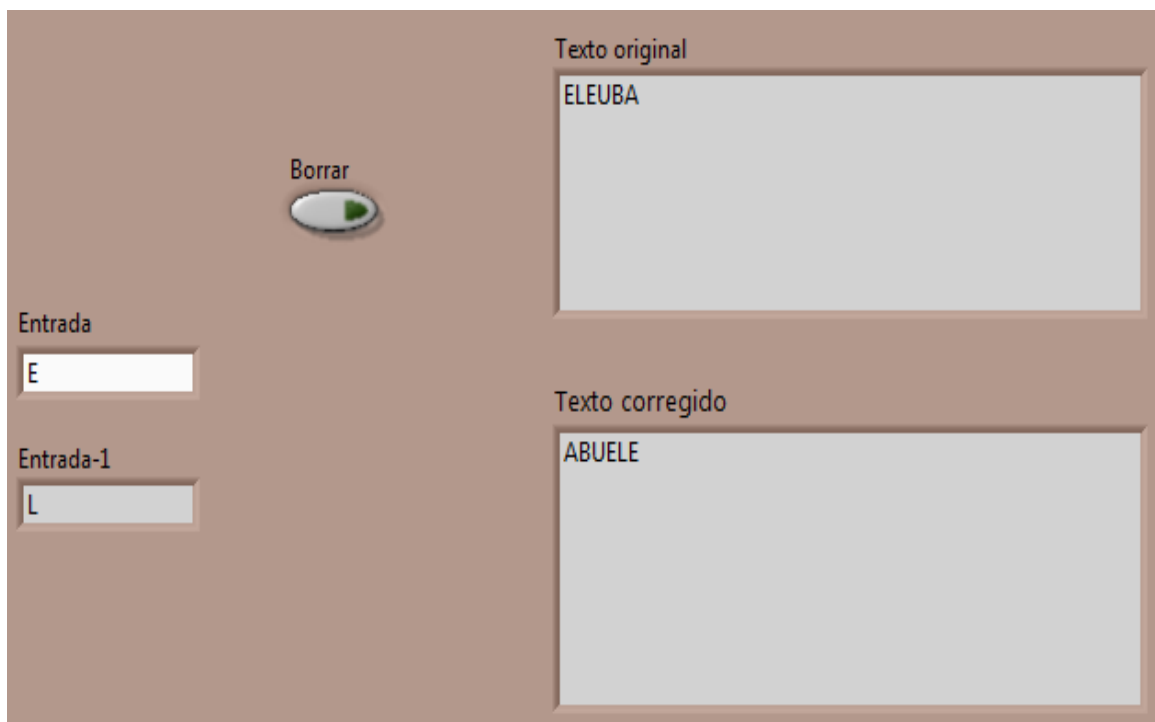 Texto original
ELEUBA
Borrar
Entrada
E
Entrada-1
L
Texto corregido
ABUELE